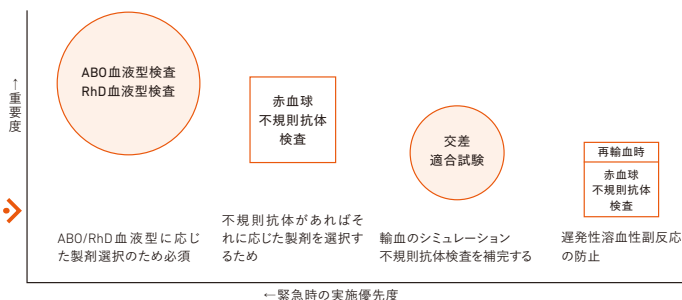 ←重要度
ABO血液型検査
RhD血液型検査
赤血球
不規則抗体
検査
交差
適合試験
再輸血時
赤血球
不規則抗体
検査
ABO/RhD血液型に応じ
た製剤選択のため必須
不規則抗体があればそ
れに応じた製剤を選択す
るため
輸血のシミュレーション
不規則抗体検査を補完する
遅発性溶血性副反応
の防止
←緊急時の実施優先度